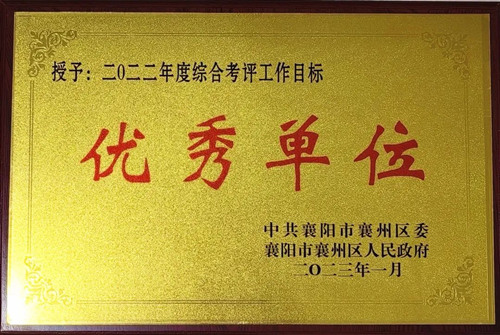 授予：二〇二二年度综合考评工作目标
优秀单位
中共襄阳市襄州区委
襄阳市襄州区人民政府
二〇二三年一月